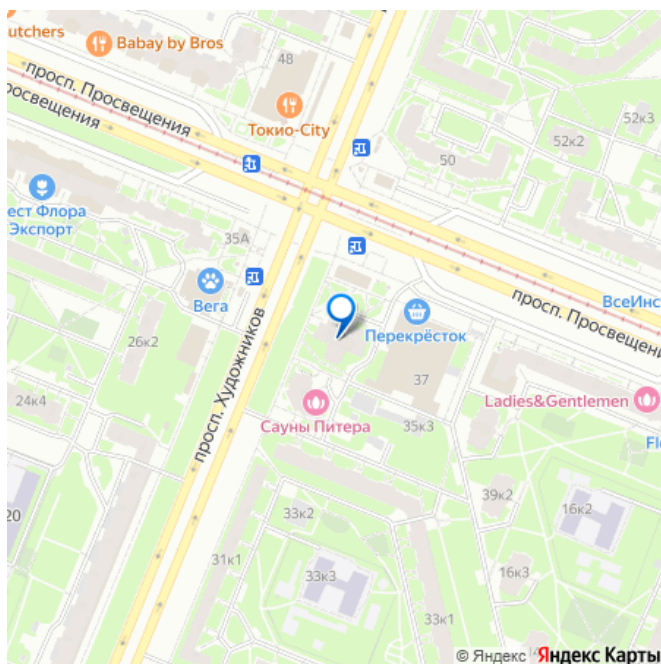 utchers
Babay by Bros
48
просп. Просвещения
росвещения
Токио-City
52к3
52к2
50
ест Флора
Экспорт
35А
Вега
просп. Художников
26к2
24к4
20
Перекрёсток
37
просп. Просвещени
ВсеИнс
Ladies&Gentlemen
Сауны Питера
35к3
Fl
39к2
16к2
33к2
31к1
33к3
16к3
33к1
© Яндекс Яндекс Карты